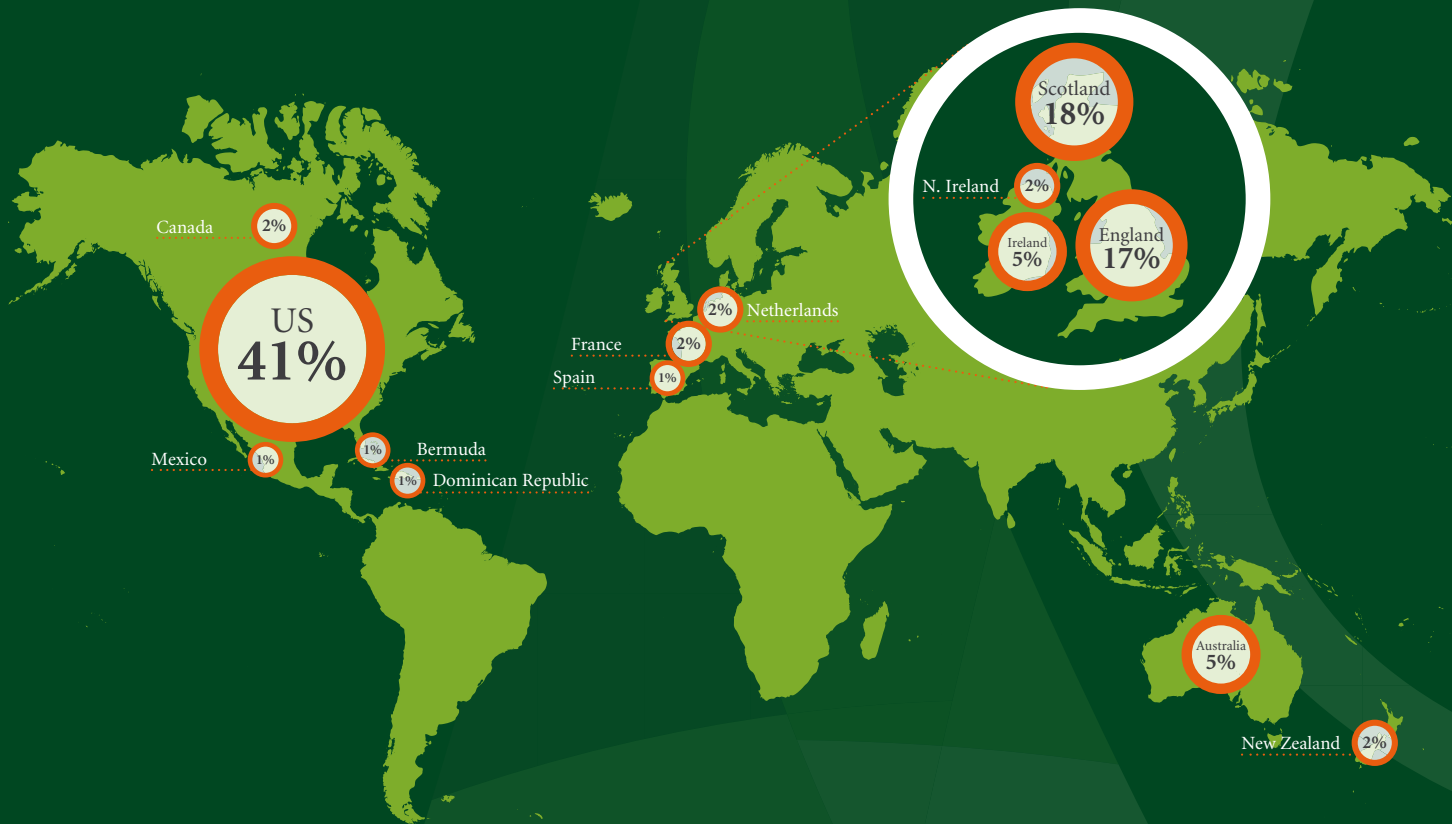 Scotland
18%
N. Ireland
2%
Ireland
5%
England
17%
Canada
2%
US
41%
Netherlands
2%
France
2%
Spain
1%
Mexico
1%
Bermuda
1%
Dominican Republic
1%
Australia
5%
New Zealand
2%